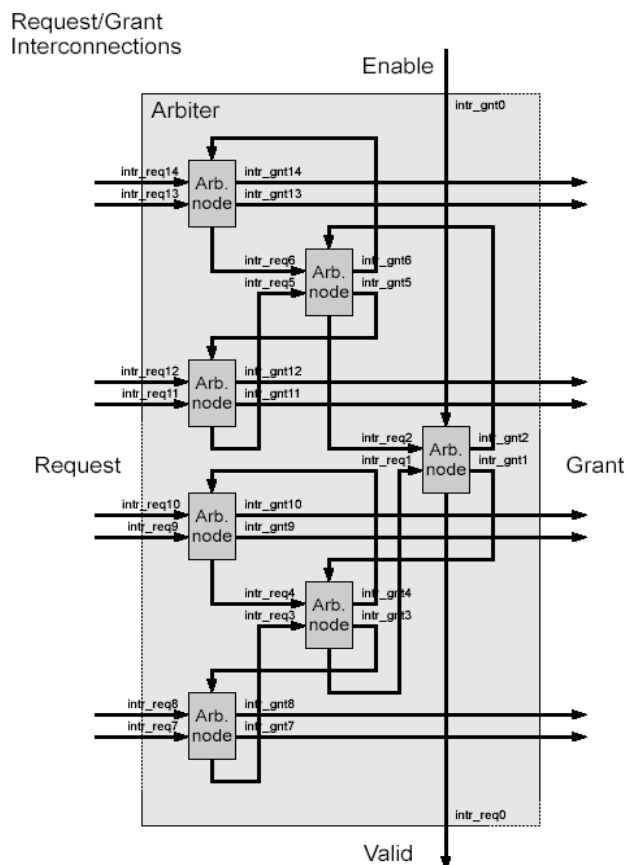 Request/Grant
Interconnections
Enable
intr_gnt0
Arbiter
intr_req14
intr_req13
Arb.
node
intr_gnt14
intr_gnt13
intr_req6
intr_req5
Arb.
node
intr_gnt6
intr_gnt5
intr_req12
intr_req11
Arb.
node
intr_gnt12
intr_gnt11
intr_req2
intr_req1
Arb.
node
intr_gnt2
intr_gnt1
Request
Grant
intr_req10
intr_req9
Arb.
node
intr_gnt10
intr_gnt9
intr_req4
intr_req3
Arb.
node
intr_gnt4
intr_gnt3
intr_req8
intr_req7
Arb.
node
intr_gnt8
intr_gnt7
intr_req0
Valid